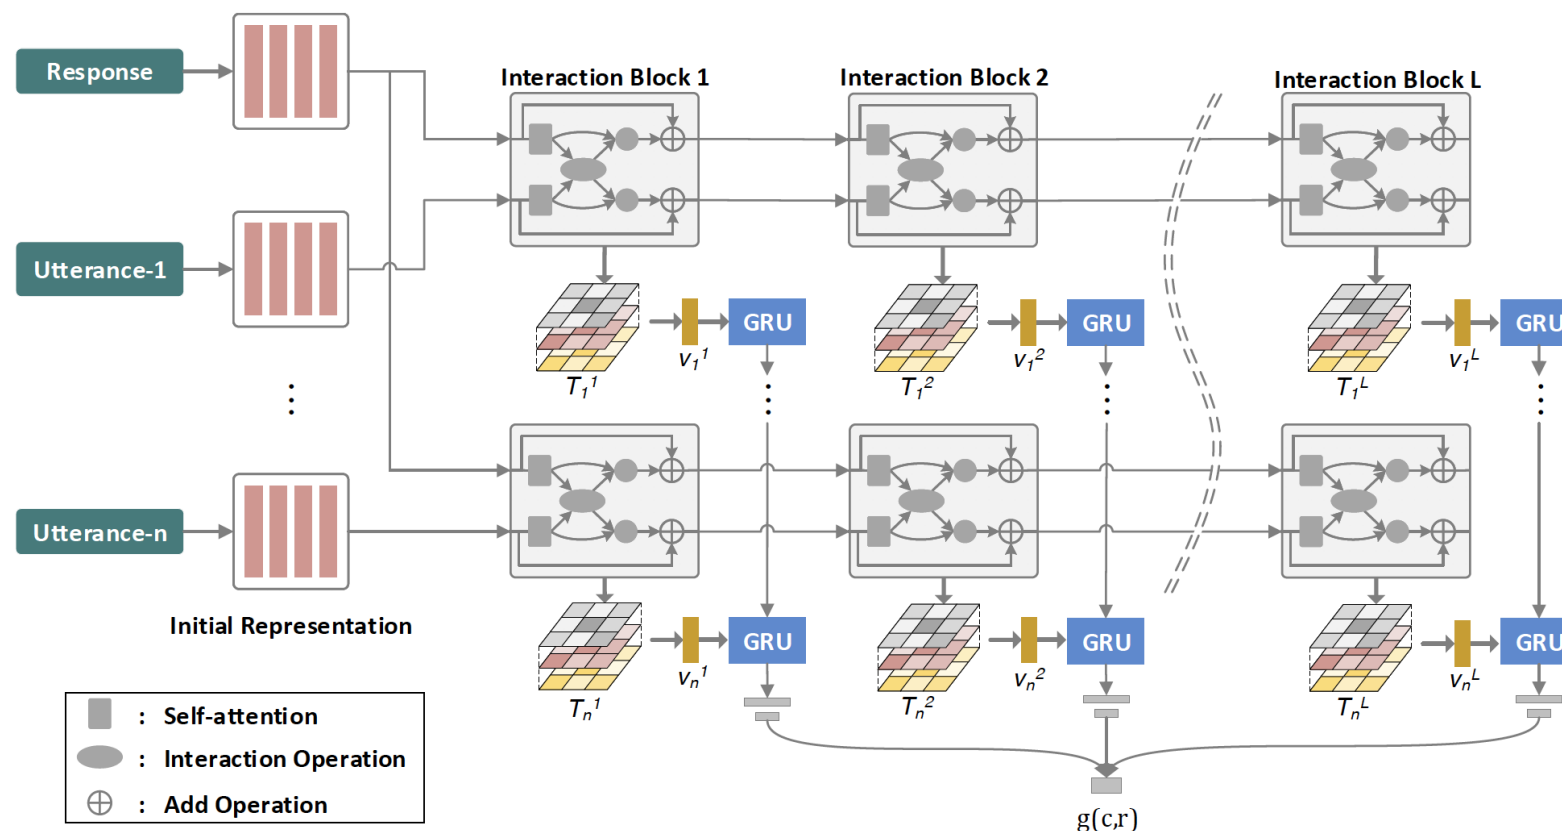 Response
Interaction Block 1
Interaction Block 2
Interaction Block L
Utterance-1
GRU
GRU
GRU
v₁¹
v₁²
v₁ᴸ
T₁¹
T₁²
T₁ᴸ
⋮
Utterance-n
Initial Representation
GRU
GRU
GRU
vₙ¹
vₙ²
vₙᴸ
Tₙ¹
Tₙ²
Tₙᴸ
: Self-attention
: Interaction Operation
: Add Operation
g(c,r)